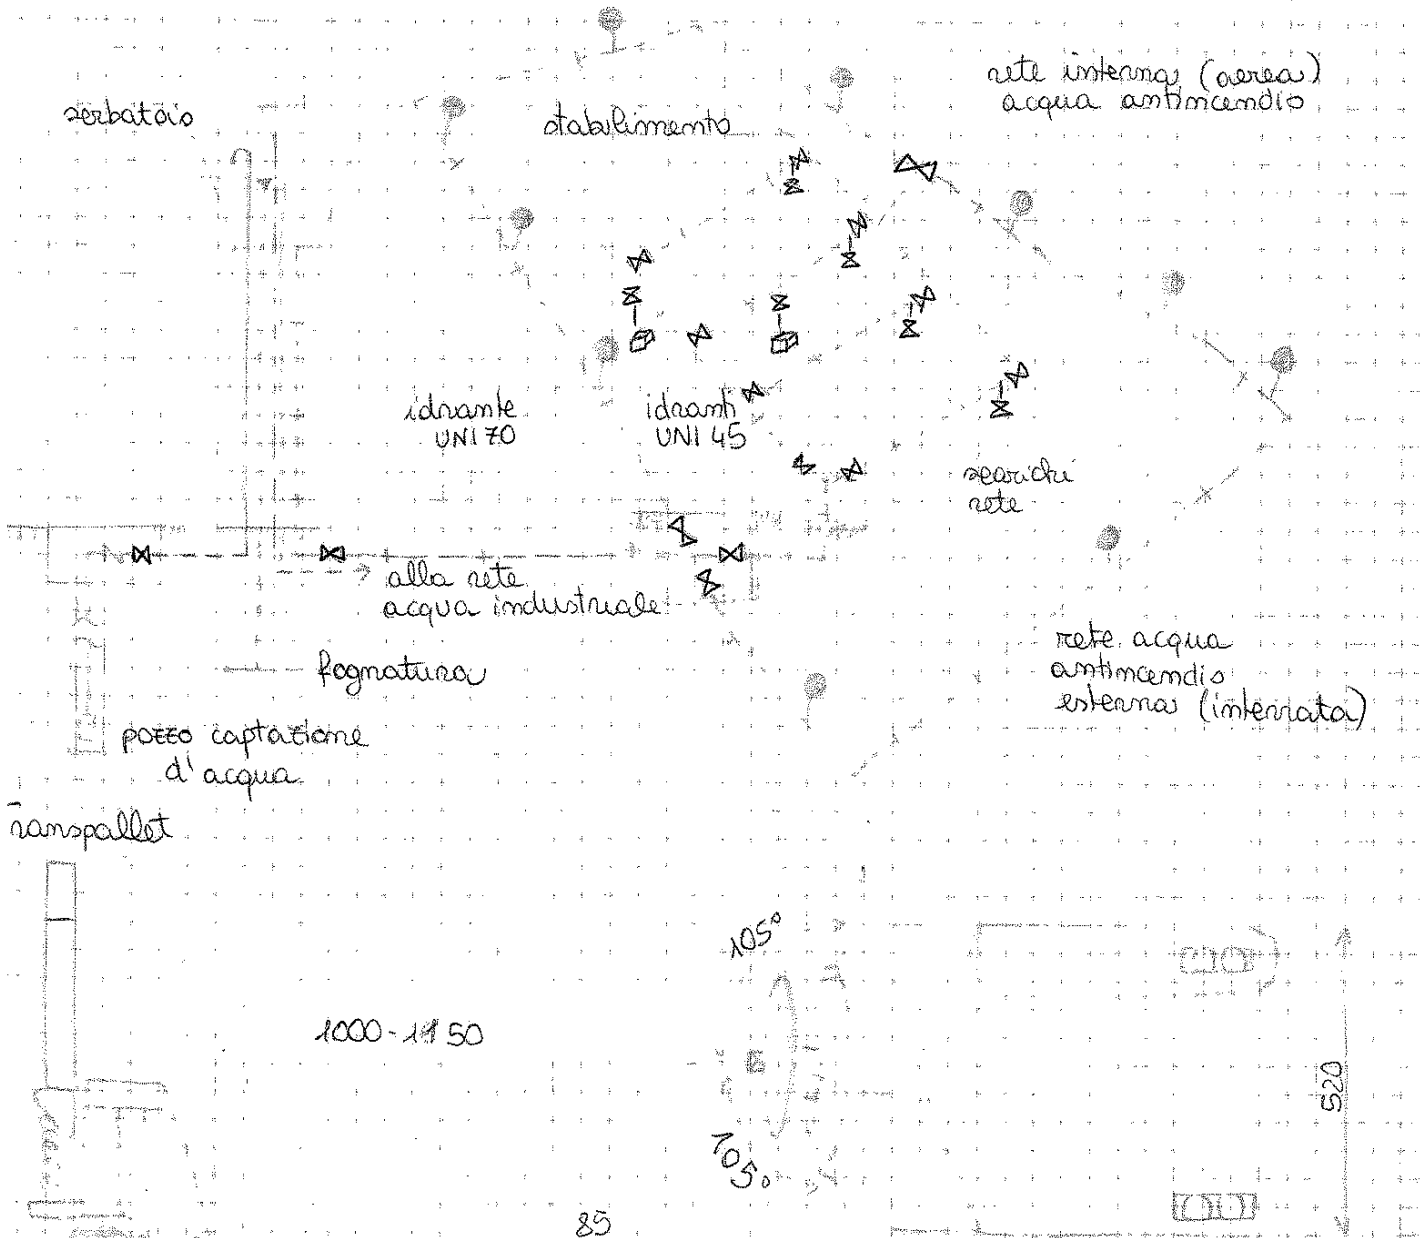 serbatoio
stabilimento
rete interna (aerea)
acqua antincendio
idrante
UNI 70
idranti
UNI 45
scarichi
rete
alla rete
acqua industriale
fognatura
pozzo captazione
d'acqua
rete acqua
antincendio
esterna (interrata)
Transpallet
105°
1000-1150
520
105°
85